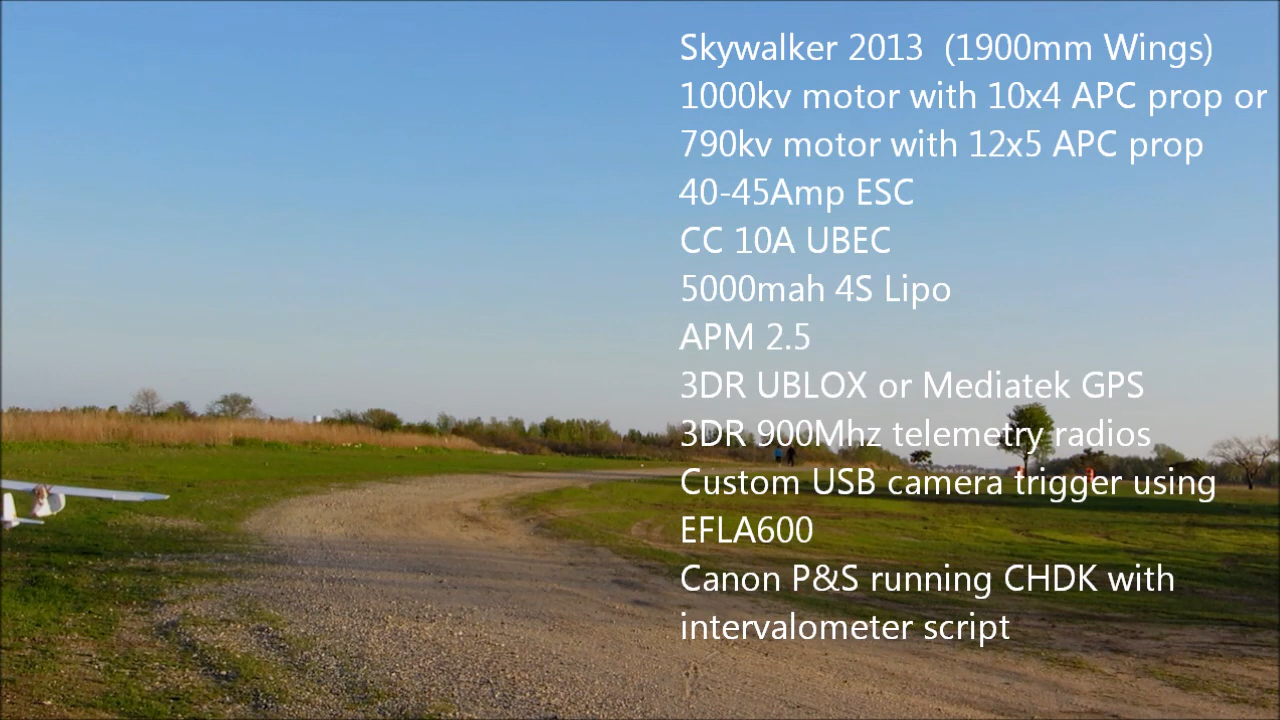 Skywalker 2013  (1900mm Wings)
1000kv motor with 10x4 APC prop or
790kv motor with 12x5 APC prop
40-45Amp ESC
CC 10A UBEC
5000mah 4S Lipo
APM 2.5
3DR UBLOX or Mediatek GPS
3DR 900Mhz telemetry radios
Custom USB camera trigger using
EFLA600
Canon P&S running CHDK with
intervalometer script